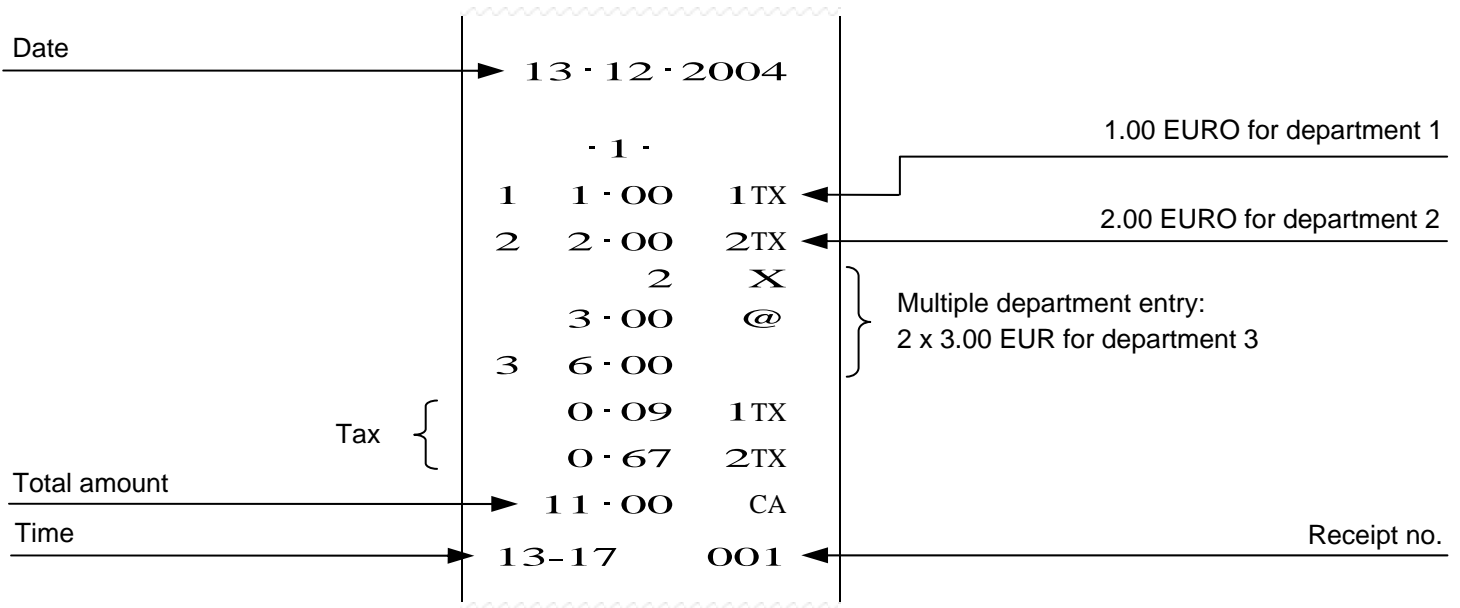 Date
13-12-2004
1.00 EURO for department 1
-1-
1 1-00 1TX
2.00 EURO for department 2
2 2-00 2TX
2 X
Multiple department entry:
3-00 @
2 x 3.00 EUR for department 3
3 6-00
0-09 1TX
Tax
0-67 2TX
Total amount
11-00 CA
Time
Receipt no.
13-17 001